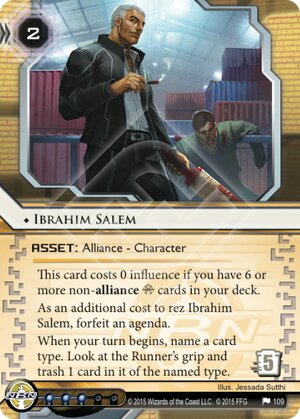 2
Ibrahim Salem
ASSET: Alliance - Character
This card costs 0 influence if you have 6 or
more non-alliance cards in your deck.
As an additional cost to rez Ibrahim
Salem, forfeit an agenda.
When your turn begins, name a card
type. Look at the Runner's grip and
trash 1 card in it of the named type.
5
Illus. Jessada Sutthi
NBN
©2015 Wizards of the Coast LLC. © 2015 FFG
109